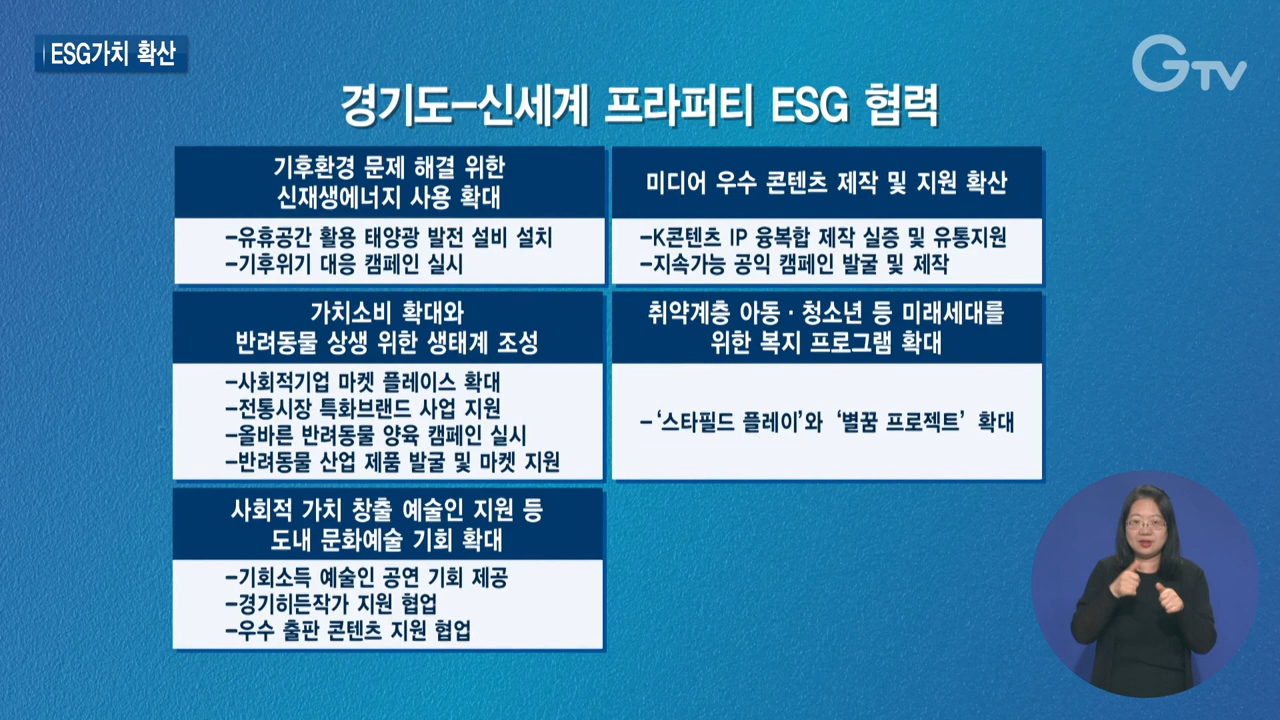 ESG가치 확산
GTV
경기도-신세계 프라퍼티 ESG 협력
기후환경 문제 해결 위한
신재생에너지 사용 확대
-유휴공간 활용 태양광 발전 설비 설치
-기후위기 대응 캠페인 실시
미디어 우수 콘텐츠 제작 및 지원 확산
-K콘텐츠 IP 융복합 제작 실증 및 유통지원
-지속가능 공익 캠페인 발굴 및 제작
가치소비 확대와
반려동물 상생 위한 생태계 조성
-사회적기업 마켓 플레이스 확대
-전통시장 특화브랜드 사업 지원
-올바른 반려동물 양육 캠페인 실시
-반려동물 산업 제품 발굴 및 마켓 지원
취약계층 아동·청소년 등 미래세대를
위한 복지 프로그램 확대
-‘스타필드 플레이’와 ‘별꿈 프로젝트’ 확대
사회적 가치 창출 예술인 지원 등
도내 문화예술 기회 확대
-기회소득 예술인 공연 기회 제공
-경기히든작가 지원 협업
-우수 출판 콘텐츠 지원 협업